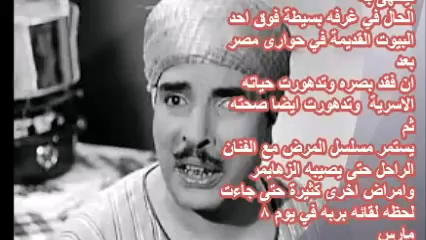 الحال في غرفه بسيطة فوق احد
البيوت القديمة في حوارى مصر
بعد
ان فقد بصره وتدهورت حياته
الاسرية وتدهورت ايضا صحته
ثم
يستمر مسلسل المرض مع الفنان
الراحل حتى يصيبه الزهايمر
وامراض اخرى كثيرة حتي جاءت
لحظه لقائه بربه في يوم ٨
مارس